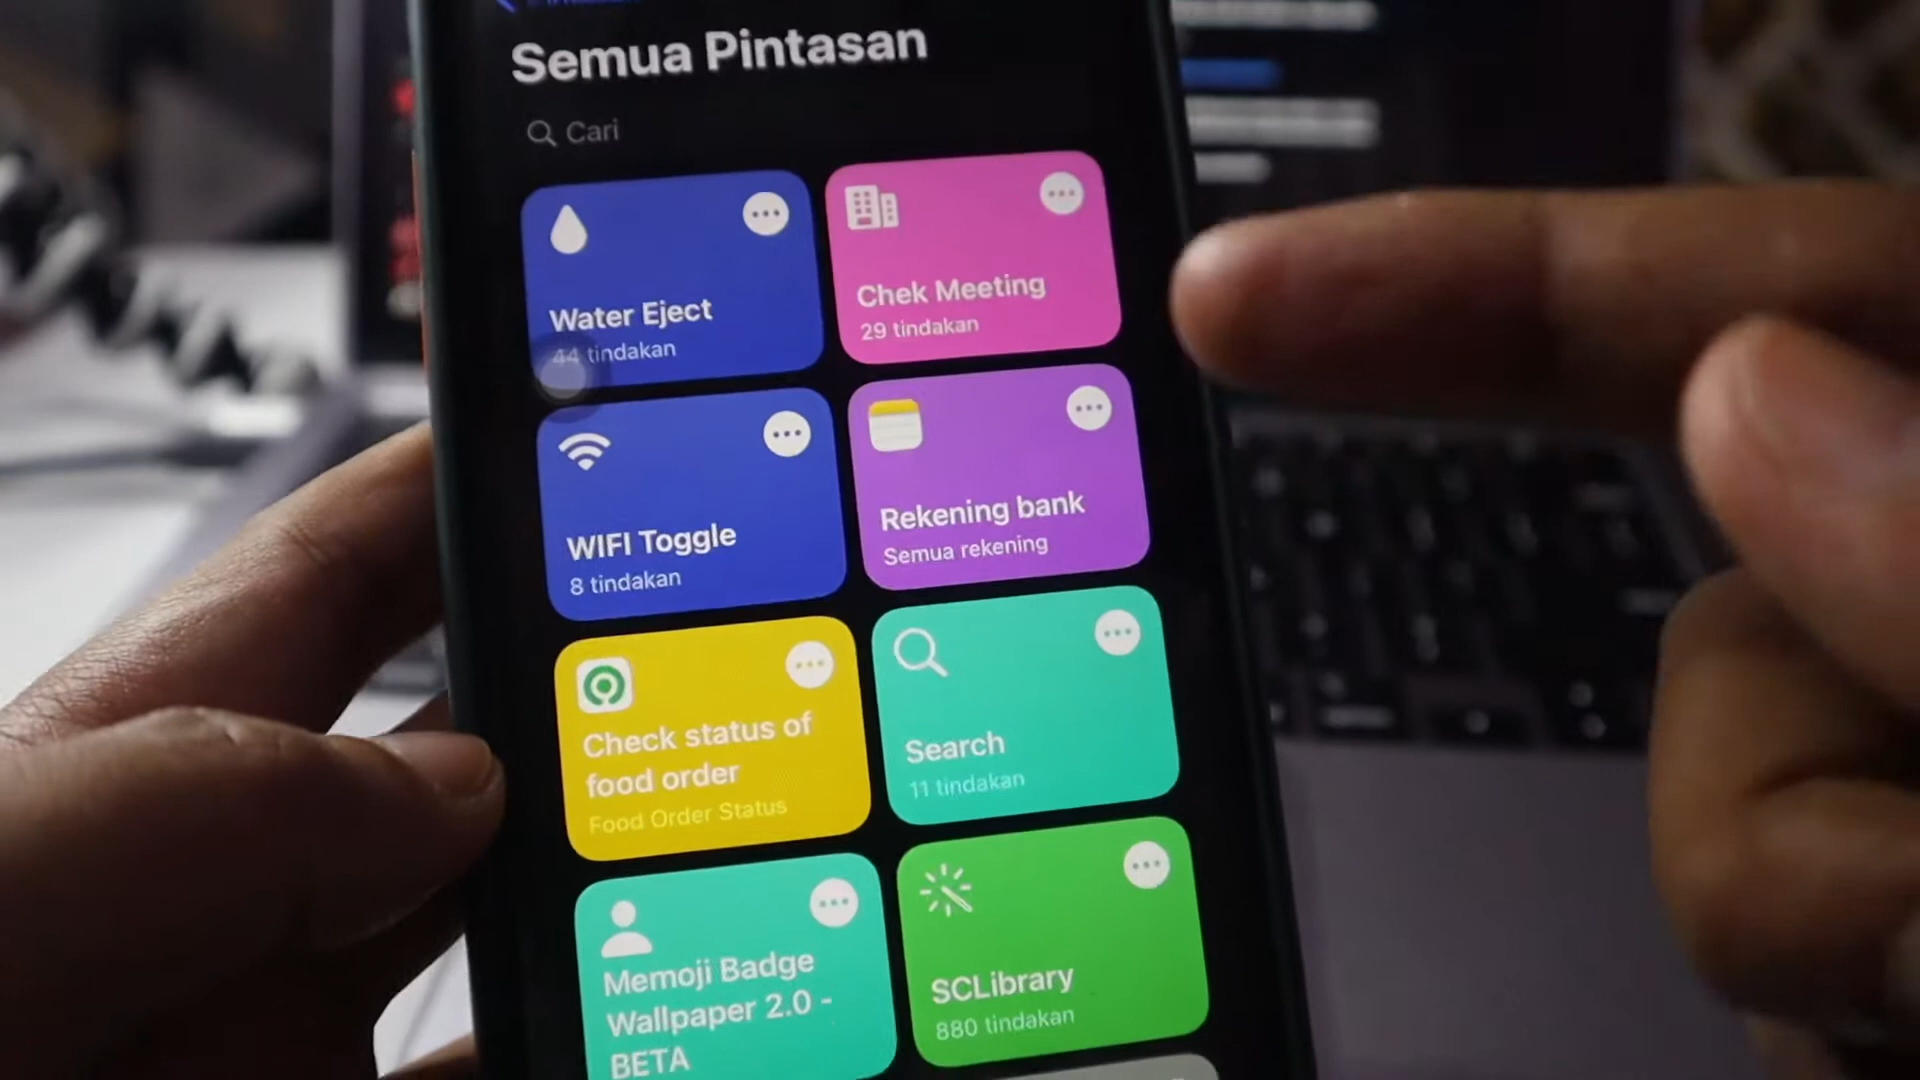 Semua Pintasan
Cari
Water Eject
44 tindakan
Chek Meeting
29 tindakan
WIFI Toggle
8 tindakan
Rekening bank
Semua rekening
Check status of
food order
Food Order Status
Search
11 tindakan
Memoji Badge
Wallpaper 2.0 -
BETA
SCLibrary
880 tindakan